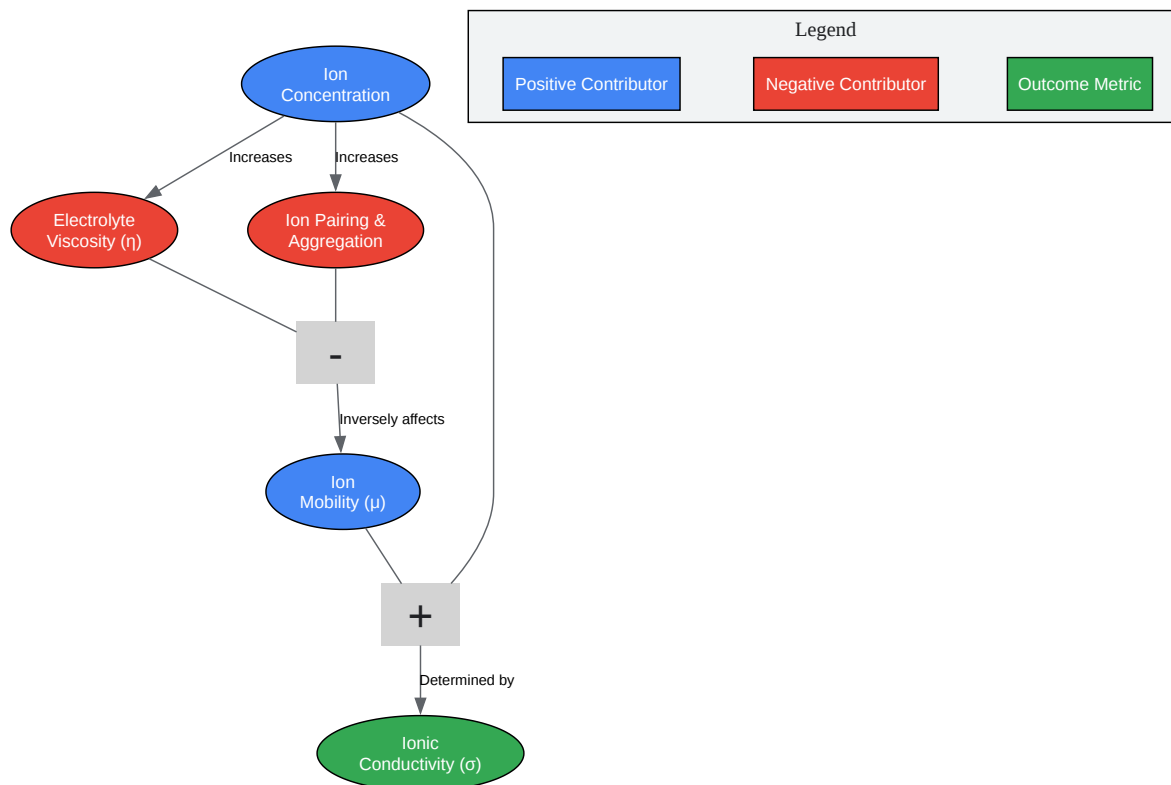 Legend
Positive Contributor
Negative Contributor
Outcome Metric
Ion
Concentration
Increases
Increases
Electrolyte
Viscosity (η)
Ion Pairing &
Aggregation
-
Inversely affects
Ion
Mobility (μ)
+
Determined by
Ionic
Conductivity (σ)